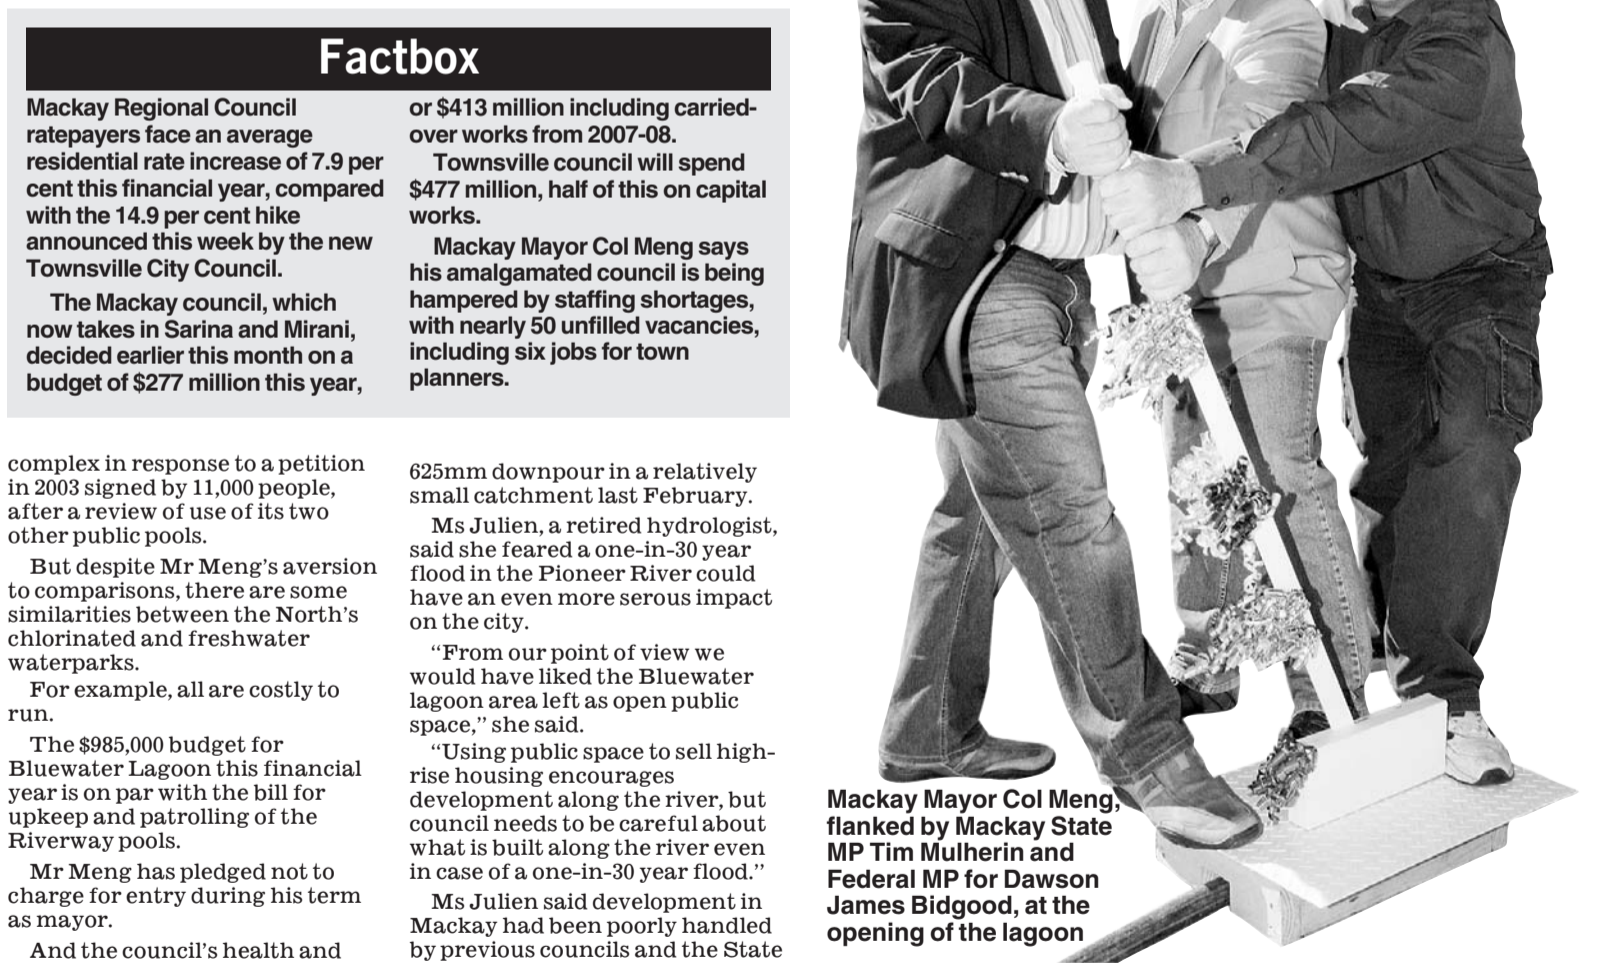 Factbox
Mackay Regional Council
ratepayers face an average
residential rate increase of 7.9 per
cent this financial year, compared
with the 14.9 per cent hike
announced this week by the new
Townsville City Council.
The Mackay council, which
now takes in Sarina and Mirani,
decided earlier this month on a
budget of $277 million this year,
or $413 million including carried-
over works from 2007-08.
Townsville council will spend
$477 million, half of this on capital
works.
Mackay Mayor Col Meng says
his amalgamated council is being
hampered by staffing shortages,
with nearly 50 unfilled vacancies,
including six jobs for town
planners.
complex in response to a petition
in 2003 signed by 11,000 people,
after a review of use of its two
other public pools.
But despite Mr Meng's aversion
to comparisons, there are some
similarities between the North's
chlorinated and freshwater
waterparks.
For example, all are costly to
run.
The $985,000 budget for
Bluewater Lagoon this financial
year is on par with the bill for
upkeep and patrolling of the
Riverway pools.
Mr Meng has pledged not to
charge for entry during his term
as mayor.
And the council's health and
625mm downpour in a relatively
small catchment last February.
Ms Julien, a retired hydrologist,
said she feared a one-in-30 year
flood in the Pioneer River could
have an even more serous impact
on the city.
"From our point of view we
would have liked the Bluewater
lagoon area left as open public
space," she said.
"Using public space to sell high-
rise housing encourages
development along the river, but
council needs to be careful about
what is built along the river even
in case of a one-in-30 year flood."
Ms Julien said development in
Mackay had been poorly handled
by previous councils and the State
Mackay Mayor Col Meng,
flanked by Mackay State
MP Tim Mulherin and
Federal MP for Dawson
James Bidgood, at the
opening of the lagoon